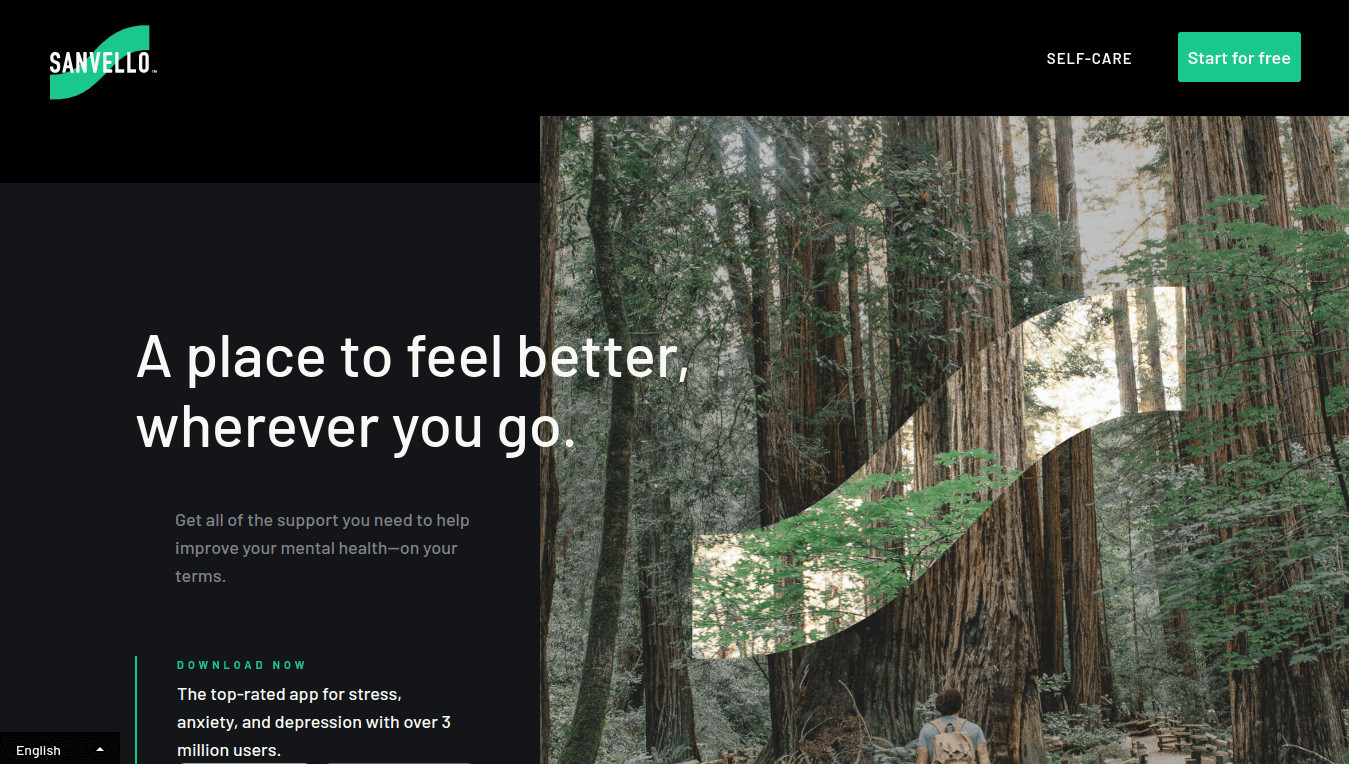 SANVELLO™
SELF-CARE
Start for free
A place to feel better,
wherever you go.
Get all of the support you need to help
improve your mental health—on your
terms.
DOWNLOAD NOW
The top-rated app for stress,
anxiety, and depression with over 3
million users.
English